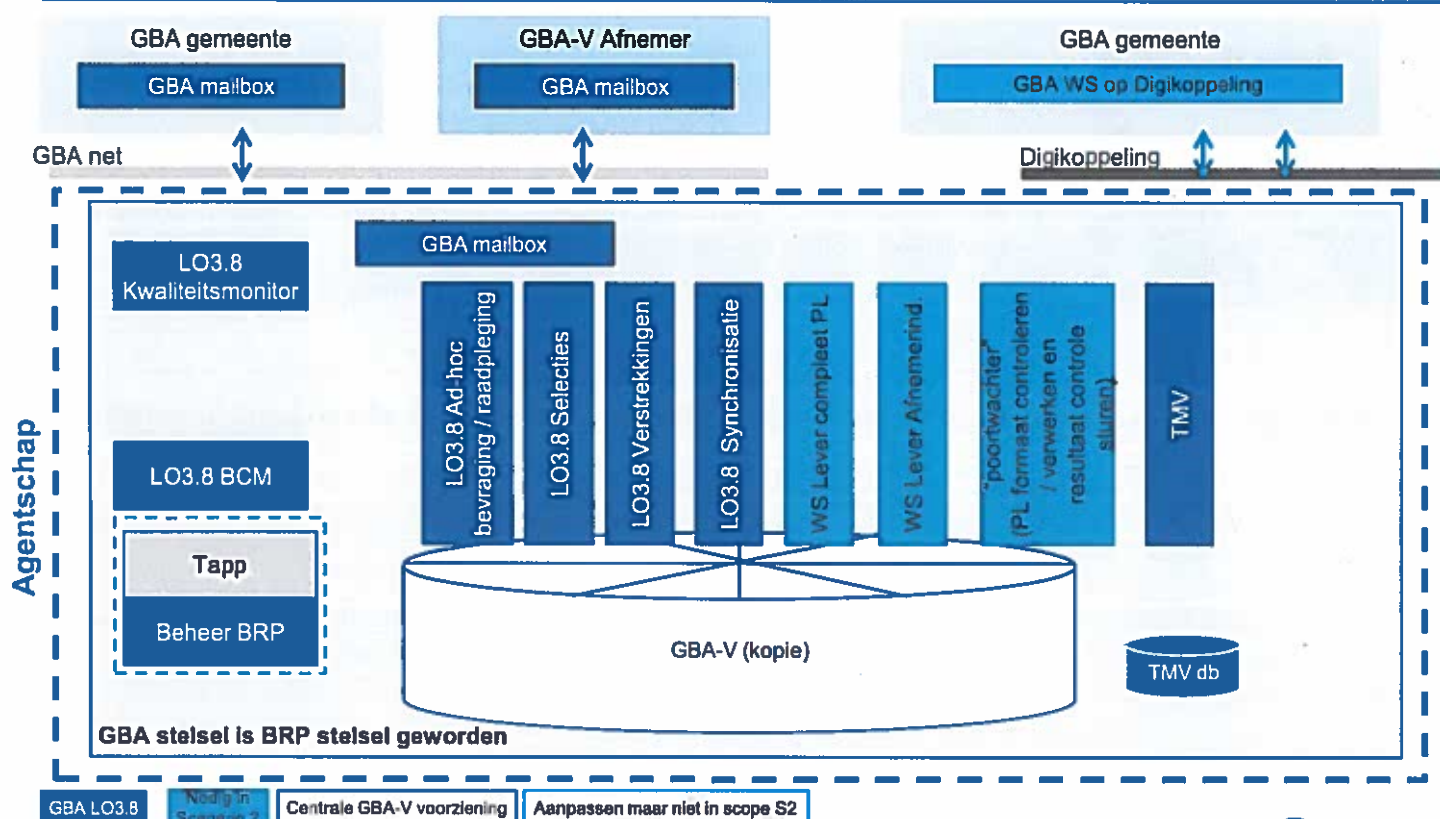 GBA gemeente
GBA mailbox
GBA-V Afnemer
GBA mailbox
GBA gemeente
GBA WS op Digikoppeling
GBA net
Digikoppeling
Agentschap
LO3.8
Kwaliteitsmonitor
GBA mailbox
LO3.8 Ad-hoc
bevraging / raadpleging
LO3.8 Selecties
LO3.8 Verstrekkingen
LO3.8 Synchronisatie
WS Lever compleet PL
WS Lever Afnemerind.
"poortwachter"
(PL formaat controleren
/ verwerken en
resultaat controle
sturen)
TMV
LO3.8 BCM
Tapp
Beheer BRP
GBA-V (kopie)
TMV db
GBA stelsel is BRP stelsel geworden
GBA LO3.8
Nodig in
Scenario 2
Centrale GBA-V voorziening
Aanpassen maar niet in scope S2